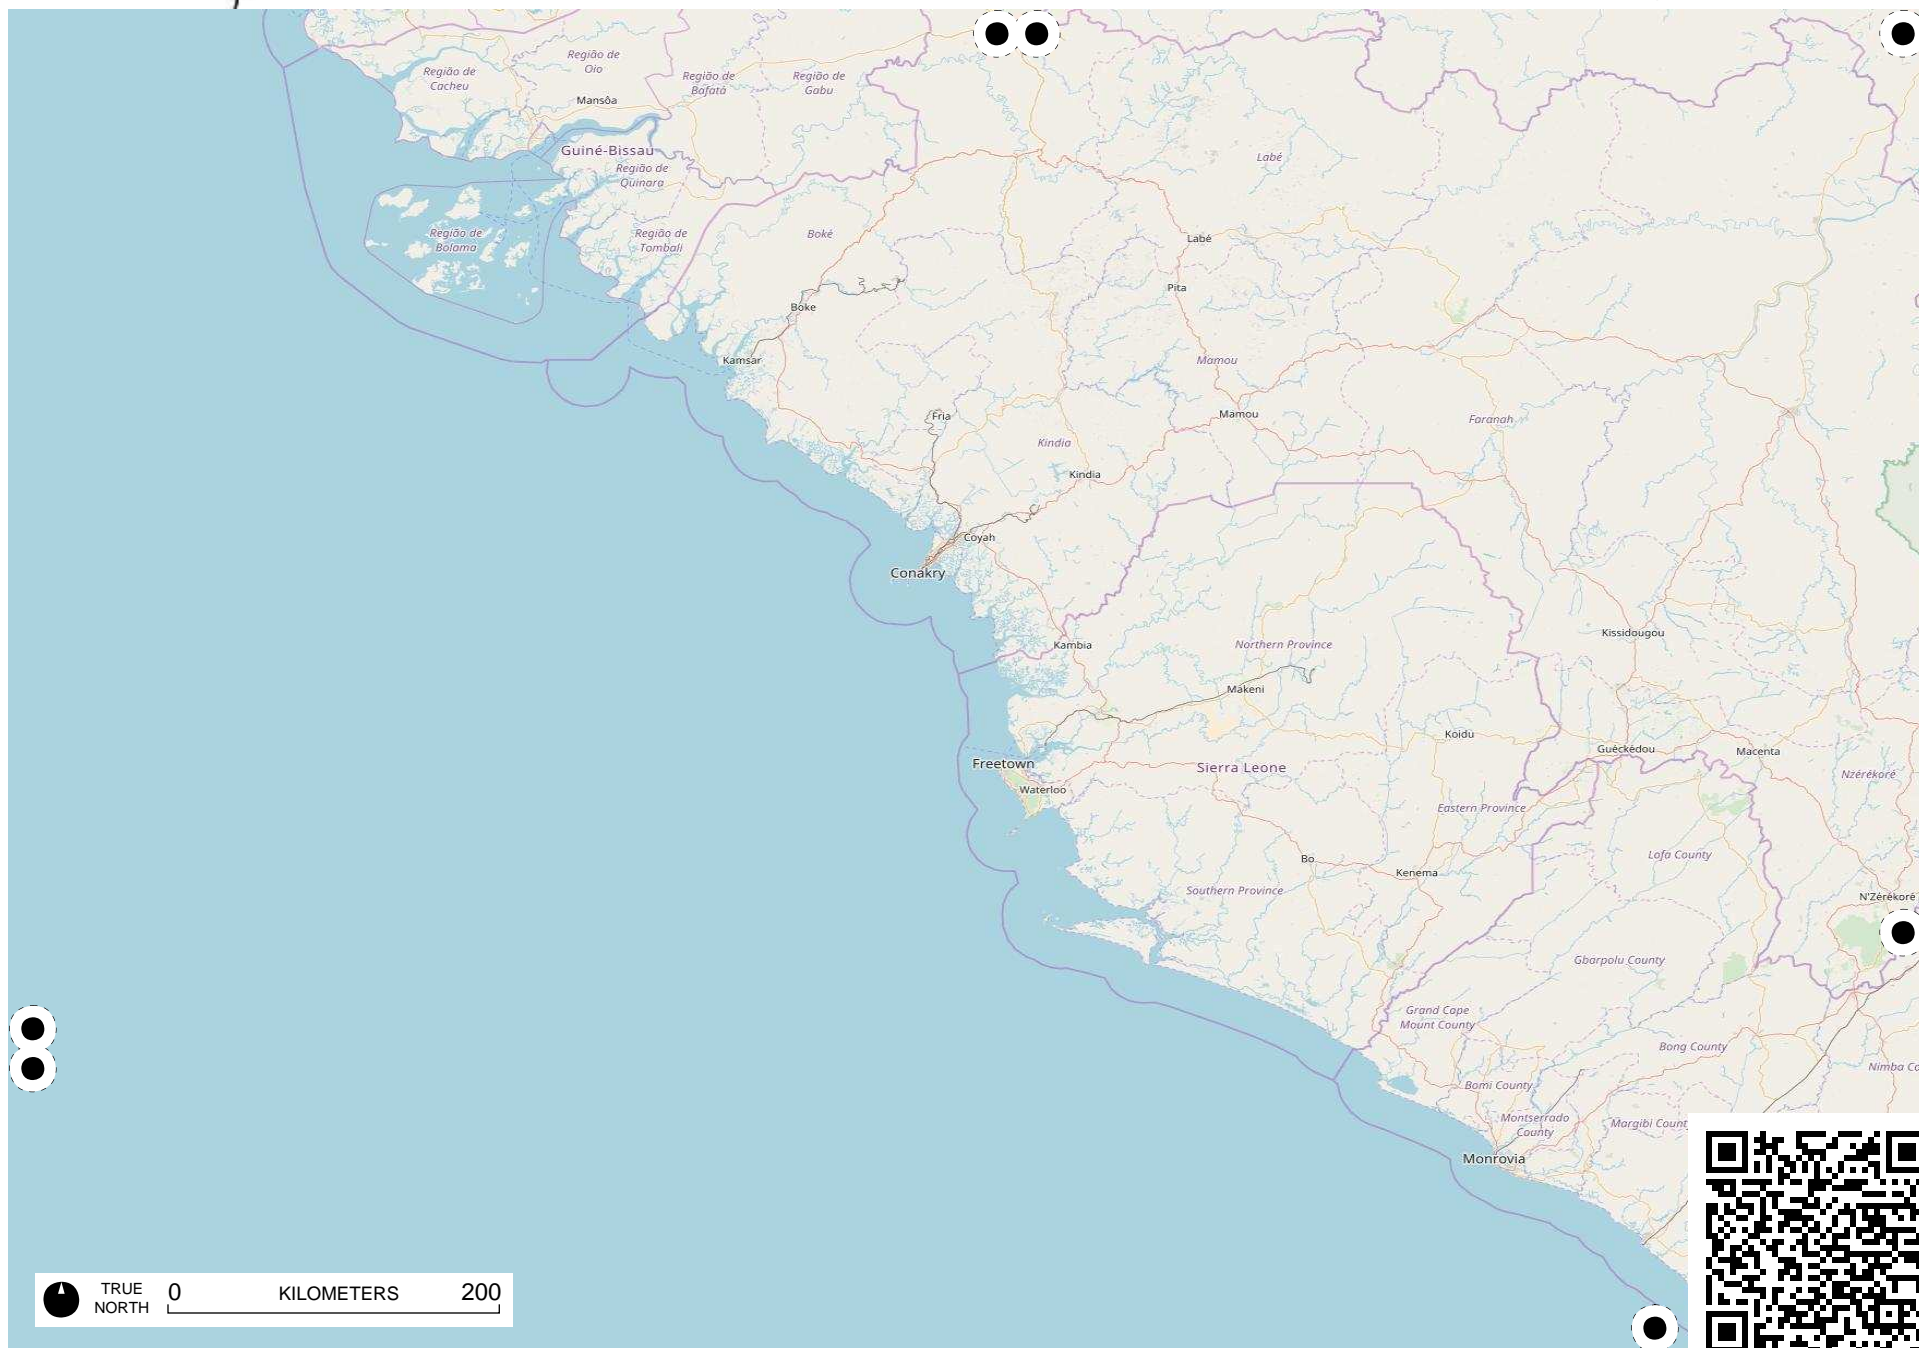 Região de
Oio
Região de
Cacheu
Região de
Bafatá
Região de
Gabu
Mansôa
Guiné-Bissau
Região de
Quinara
Labé
Região de
Bolama
Região de
Tombali
Boké
Labé
Pita
Boke
Kamsar
Mamou
Fria
Mamou
Faranah
Kindia
Kindia
Coyah
Conakry
Kambia
Northern Province
Kissidougou
Makeni
Koidu
Guéckédou
Macenta
Freetown
Sierra Leone
Nzérékoré
Waterloo
Eastern Province
Bo
Lofa County
Kenema
Southern Province
N'Zérékoré
Gbarpolu County
Grand Cape
Mount County
Bong County
Nimba Co
Bomi County
Montserrado
County
Margibi Count
Monrovia
TRUE
NORTH
0 KILOMETERS 200